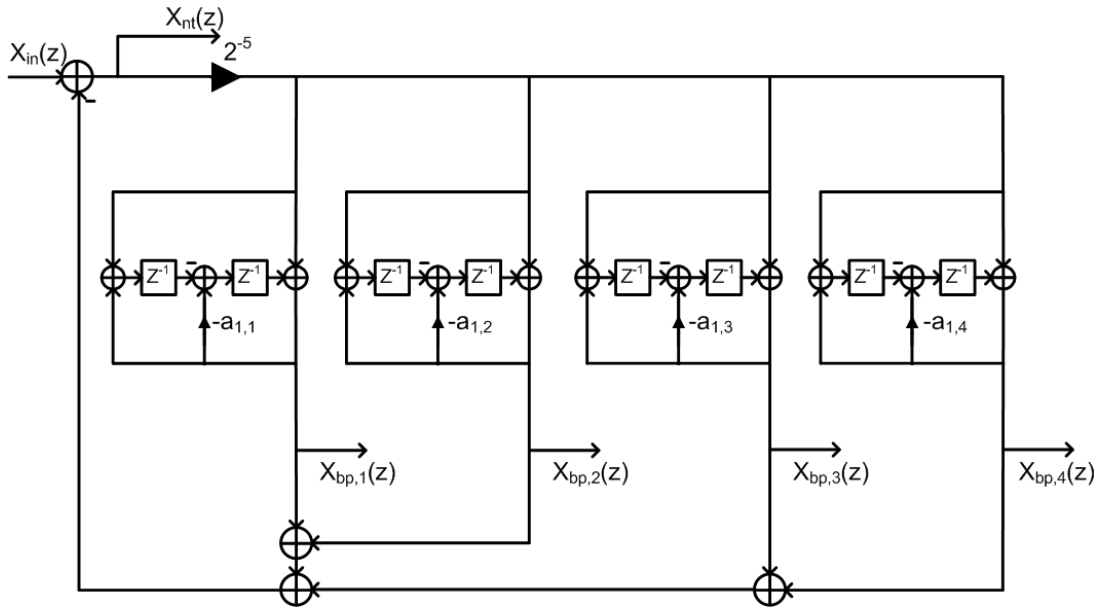 X_nt(z)
X_in(z)
2^-5
-
Z^-1 - Z^-1
Z^-1 - Z^-1
Z^-1 - Z^-1
Z^-1 - Z^-1
-a_1,1
-a_1,2
-a_1,3
-a_1,4
X_bp,1(z)
X_bp,2(z)
X_bp,3(z)
X_bp,4(z)